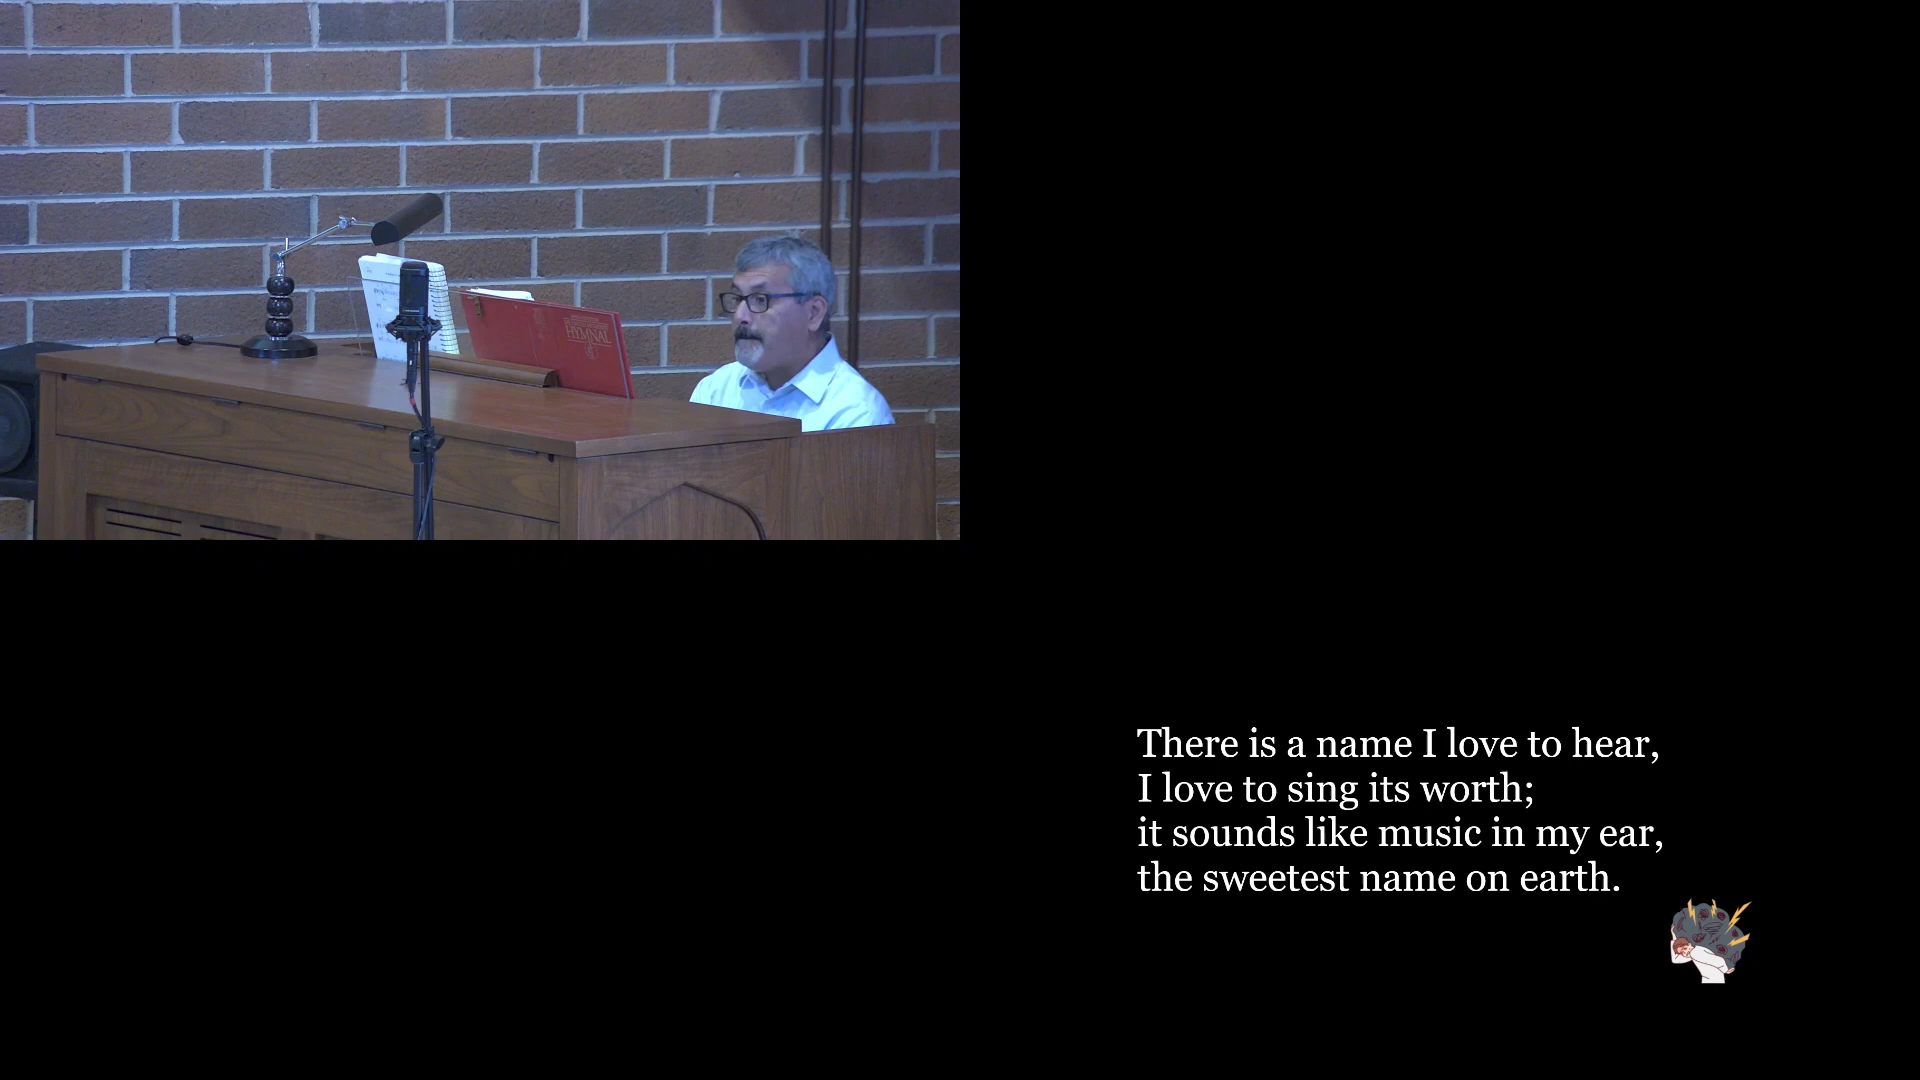 HYMNAL
There is a name I love to hear,
I love to sing its worth;
it sounds like music in my ear,
the sweetest name on earth.